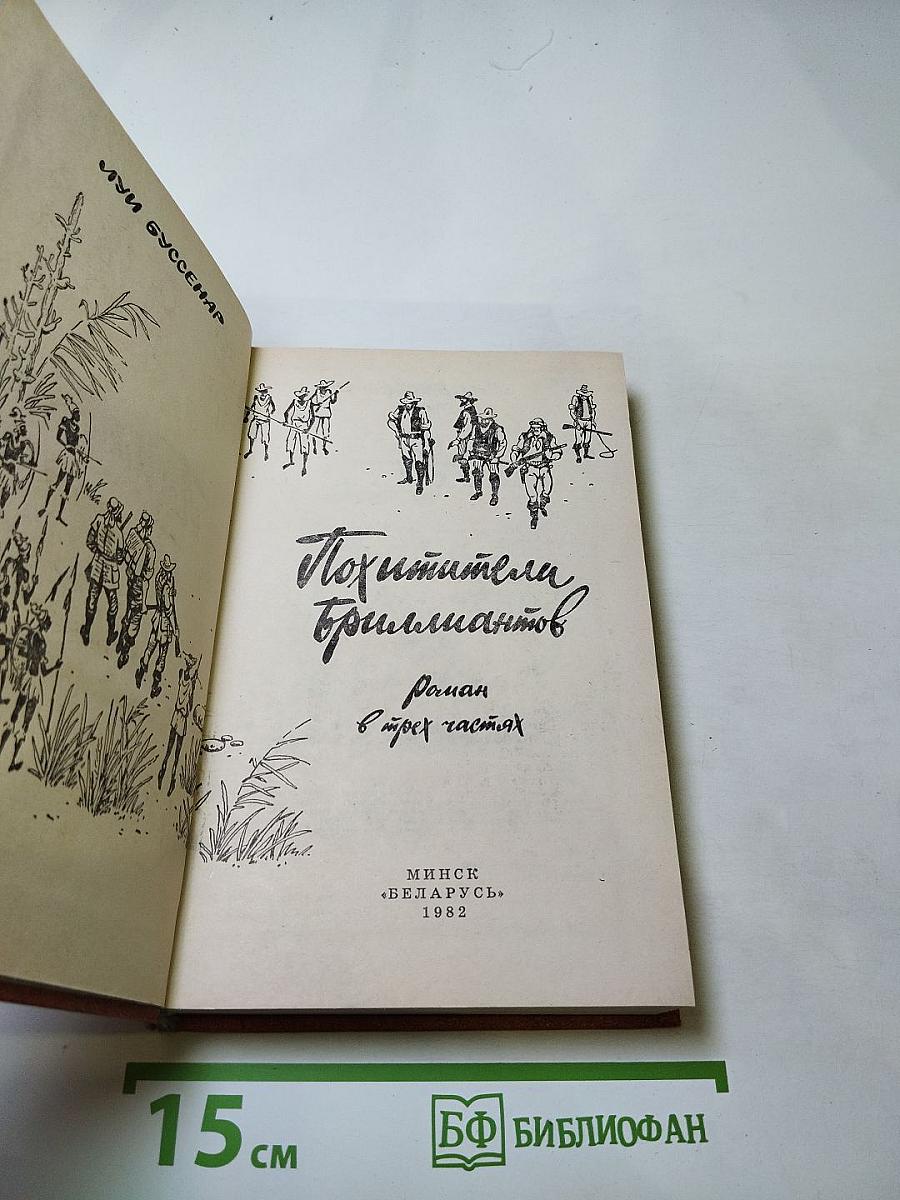 ЛУИ БУССЕНАР
Похитители
Бриллиантов
Роман
в трех частях
МИНСК
«БЕЛАРУСЬ»
1982
15 см
БФ БИБЛИОФАН